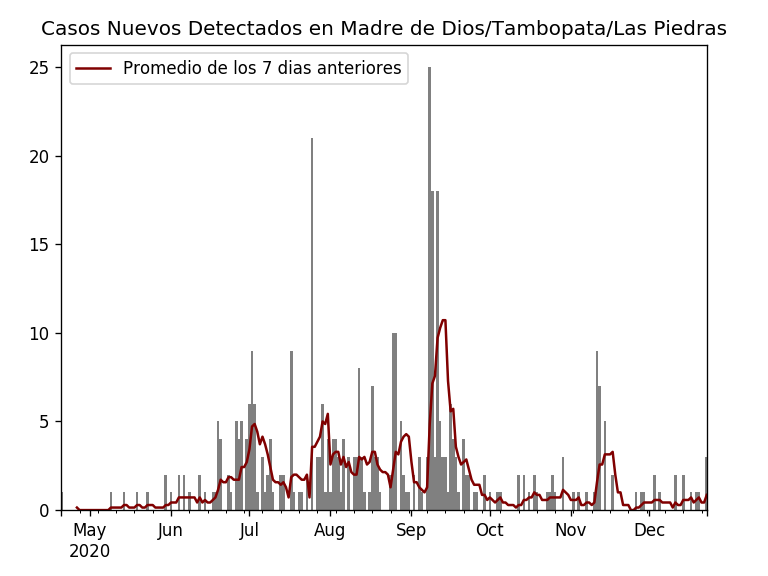 Casos Nuevos Detectados en Madre de Dios/Tambopata/Las Piedras
Promedio de los 7 dias anteriores
25
20
15
10
5
0
May Jun Jul Aug Sep Oct Nov Dec
2020